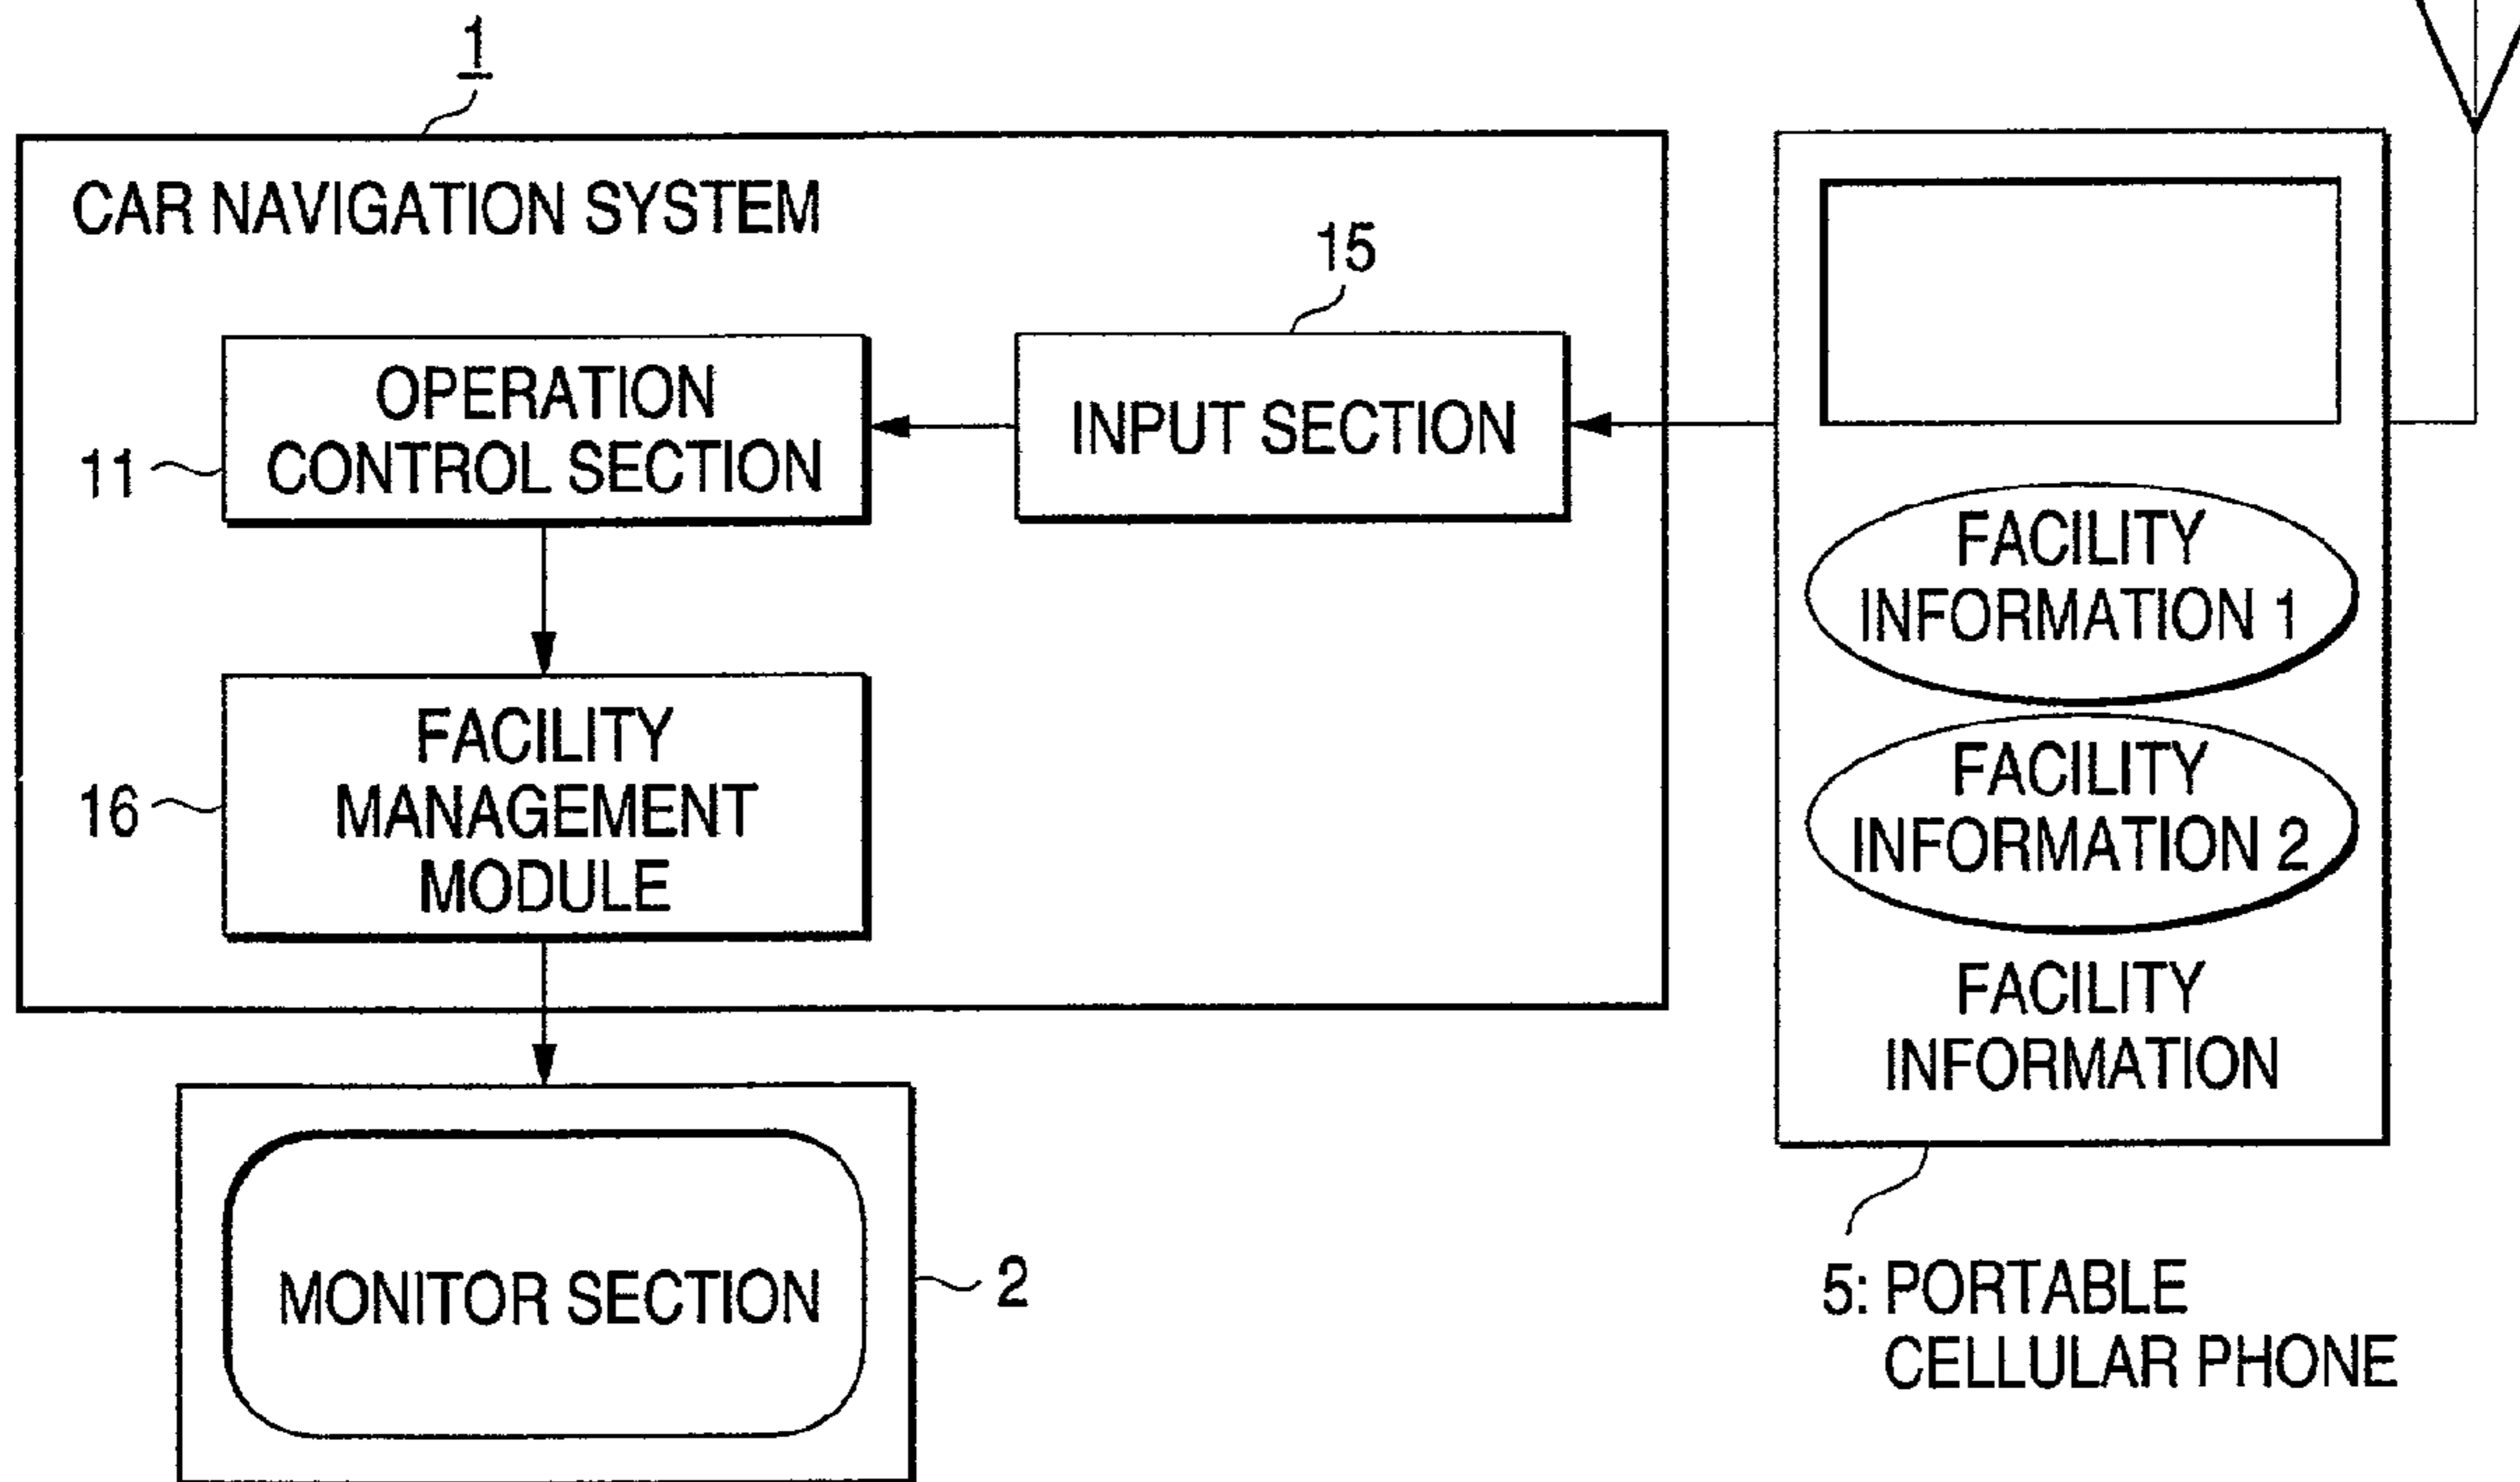 1
CAR NAVIGATION SYSTEM
15
OPERATION
CONTROL SECTION
11
INPUT SECTION
FACILITY
MANAGEMENT
MODULE
16
MONITOR SECTION
2
FACILITY
INFORMATION 1
FACILITY
INFORMATION 2
FACILITY
INFORMATION
5: PORTABLE
CELLULAR PHONE